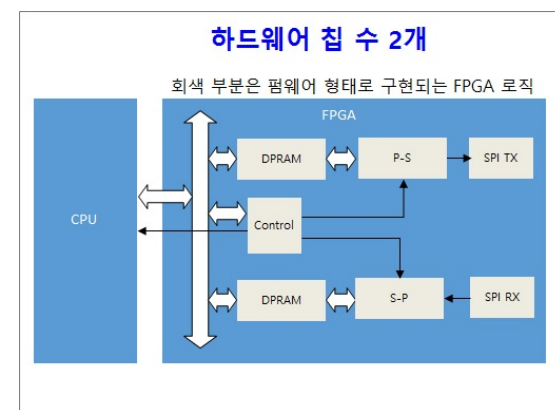 하드웨어 칩 수 2개
회색 부분은 펌웨어 형태로 구현되는 FPGA 로직
FPGA
DPRAM
P-S
SPI TX
CPU
Control
DPRAM
S-P
SPI RX